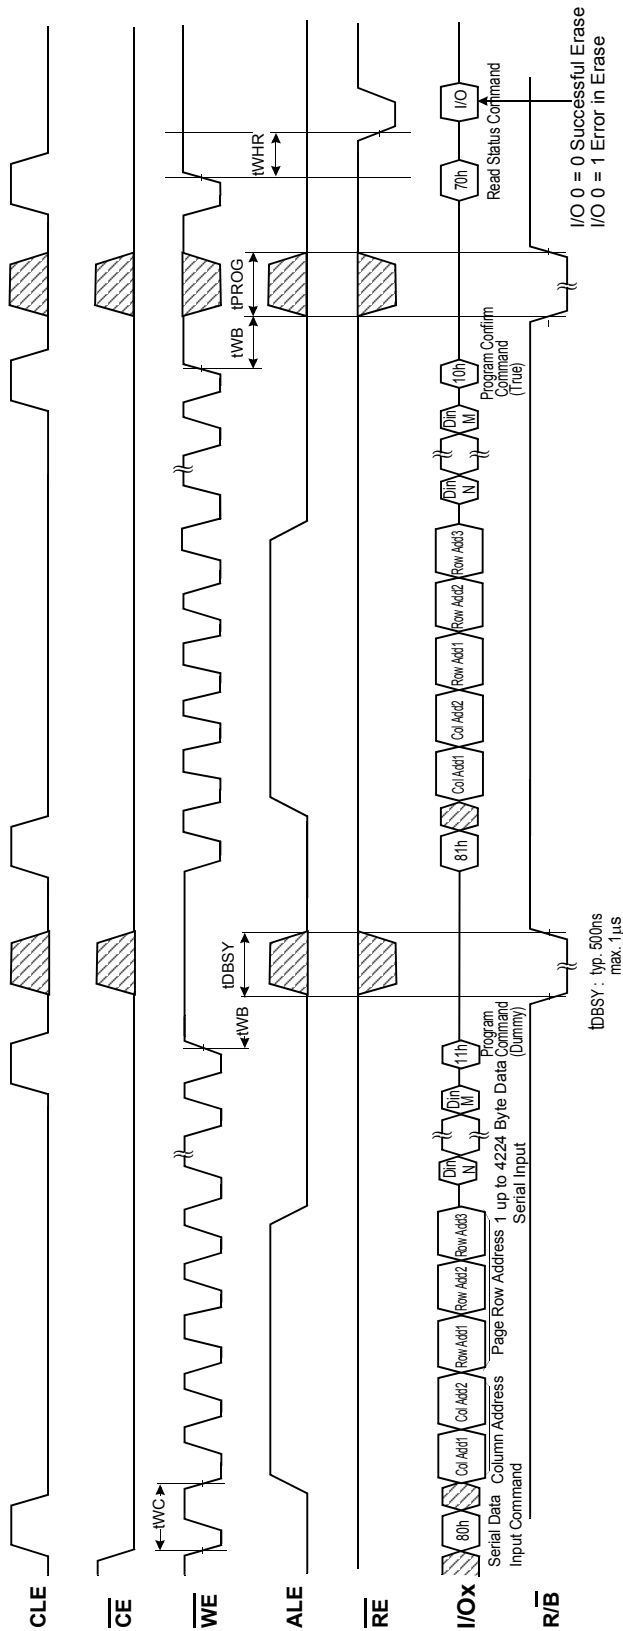 CLE
CE
WE
tWC
tWB
tPROG
tWHR
ALE
tWB
tDBSY
RE
I/Ox
80h
Col Add1
Col Add2
Row Add1
Row Add2
Row Add3
Din
N
Din
M
11h
81h
Col Add1
Col Add2
Row Add1
Row Add2
Row Add3
Din
N
Din
M
10h
70h
I/O
Serial Data
Input Command
Column Address
Page Row Address
1 up to 4224 Byte Data
Serial Input
Program
Command
(Dummy)
Program Confirm
Command
(True)
Read Status Command
R/B
tDBSY : typ. 500ns
max. 1μs
I/O 0 = 0 Successful Erase
I/O 0 = 1 Error in Erase